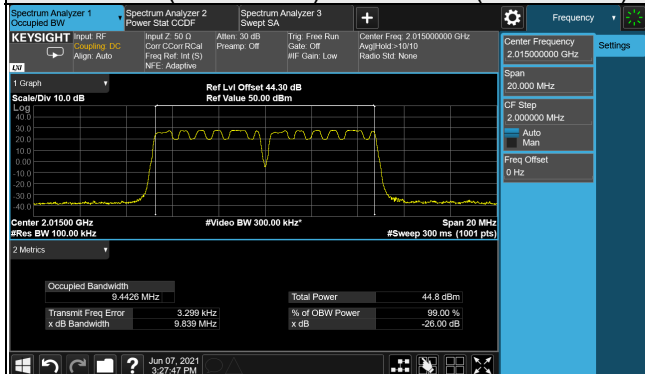 Spectrum Analyzer 1
Occupied BW
Spectrum Analyzer 2
Power Stat CCDF
Spectrum Analyzer 3
Swept SA
+
Frequency
KEYSIGHT
Input: RF
Coupling: DC
Align: Auto
Input Z: 50 Ω
Corr CCorr RCal
Freq Ref: Int (S)
NFE: Adaptive
Atten: 30 dB
Preamp: Off
Trig: Free Run
Gate: Off
#IF Gain: Low
Center Freq: 2.015000000 GHz
Avg|Hold:>10/10
Radio Std: None
LXI
Center Frequency
2.015000000 GHz
Settings
Span
20.000 MHz
CF Step
2.000000 MHz
Auto
Man
Freq Offset
0 Hz
1 Graph
Scale/Div 10.0 dB
Ref Lvl Offset 44.30 dB
Ref Value 50.00 dBm
Log
40.0
30.0
20.0
10.0
0.00
-10.0
-20.0
-30.0
-40.0
Center 2.01500 GHz
#Res BW 100.00 kHz
#Video BW 300.00 kHz*
Span 20 MHz
#Sweep 300 ms (1001 pts)
2 Metrics
Occupied Bandwidth
9.4426 MHz
Total Power 44.8 dBm
Transmit Freq Error 3.299 kHz
% of OBW Power 99.00 %
x dB Bandwidth 9.839 MHz
x dB -26.00 dB
?
Jun 07, 2021
3:27:47 PM